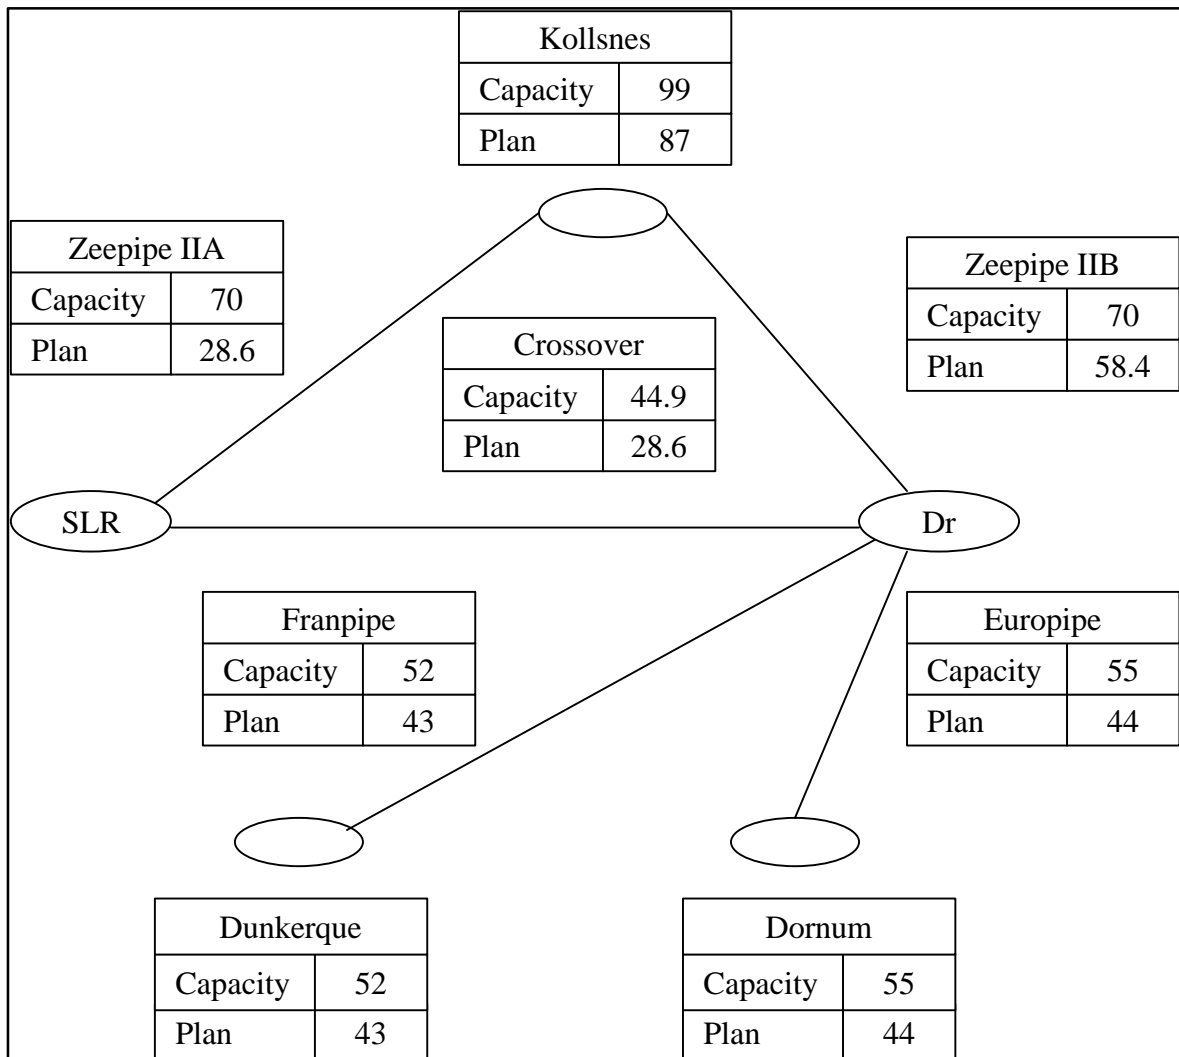 Kollsnes
Capacity 99
Plan 87
Zeepipe IIA
Capacity 70
Plan 28.6
Zeepipe IIB
Capacity 70
Plan 58.4
Crossover
Capacity 44.9
Plan 28.6
SLR
Dr
Franpipe
Capacity 52
Plan 43
Europipe
Capacity 55
Plan 44
Dunkerque
Capacity 52
Plan 43
Dornum
Capacity 55
Plan 44